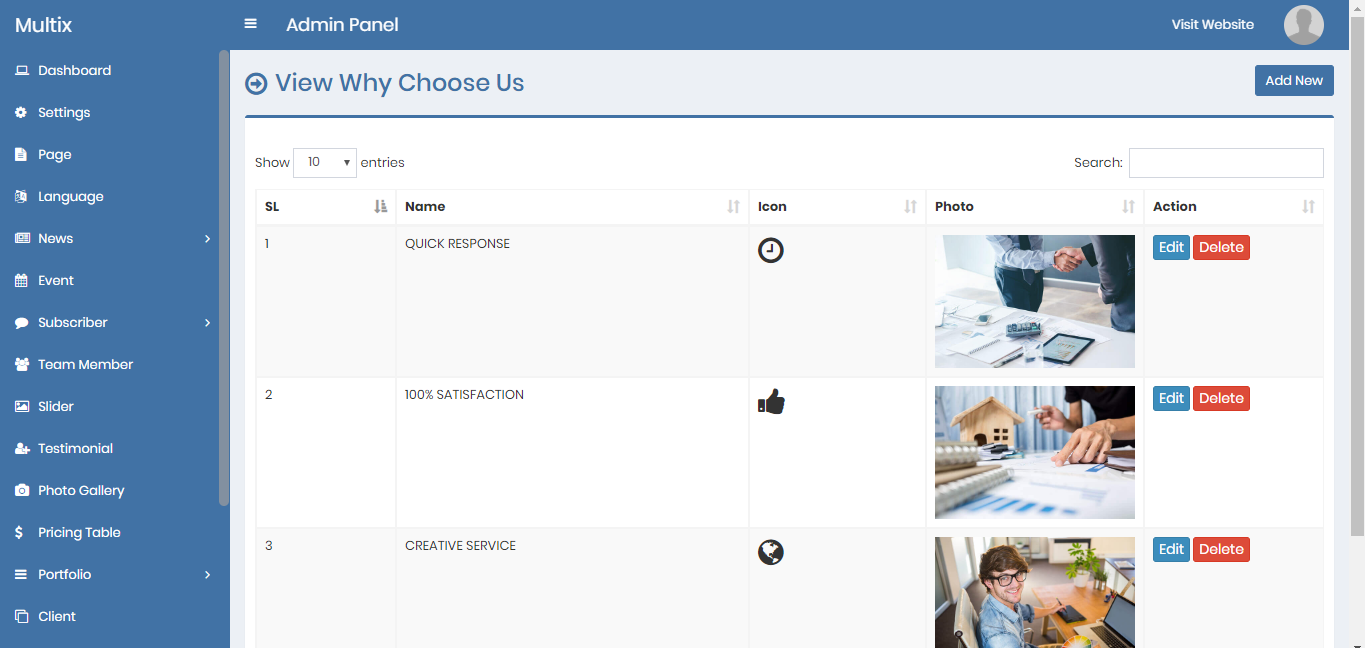 Multix
Admin Panel
Visit Website
Dashboard
Settings
Page
Language
News
Event
Subscriber
Team Member
Slider
Testimonial
Photo Gallery
Pricing Table
Portfolio
Client
View Why Choose Us
Add New
Show 10 entries
Search:
SL Name Icon Photo Action
1 QUICK RESPONSE Edit Delete
2 100% SATISFACTION Edit Delete
3 CREATIVE SERVICE Edit Delete